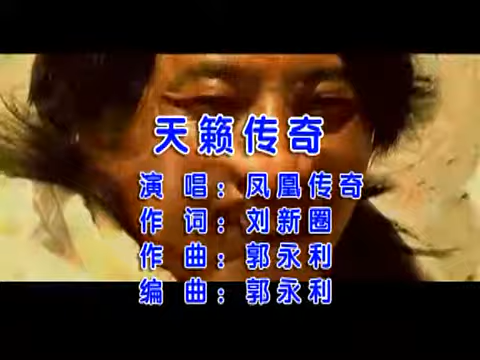 天籁传奇
演 唱：凤凰传奇
作 词：刘新圈
作 曲：郭永利
编 曲：郭永利